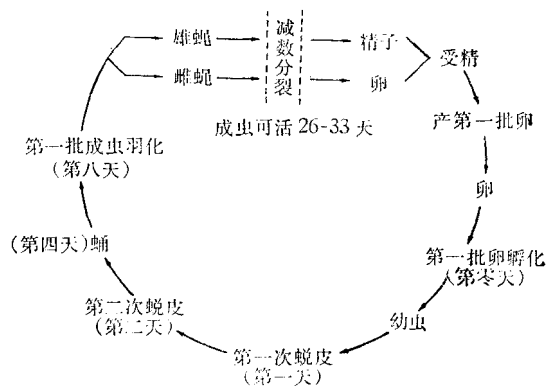 雄蝇
减数分裂
精子
雌蝇
卵
受精
成虫可活26-33天
产第一批卵
第一批成虫羽化
(第八天)
卵
(第四天)蛹
第一批卵孵化
(第零天)
第二次蜕皮
(第二天)
幼虫
第一次蜕皮
(第一天)